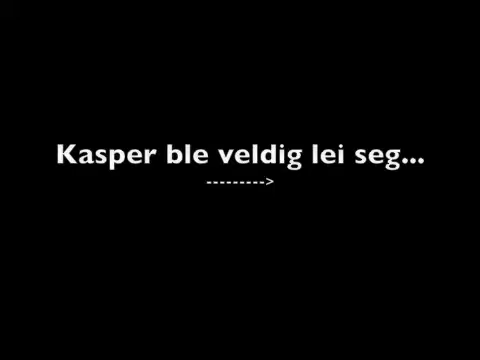 Kasper ble veldig lei seg...
--------->